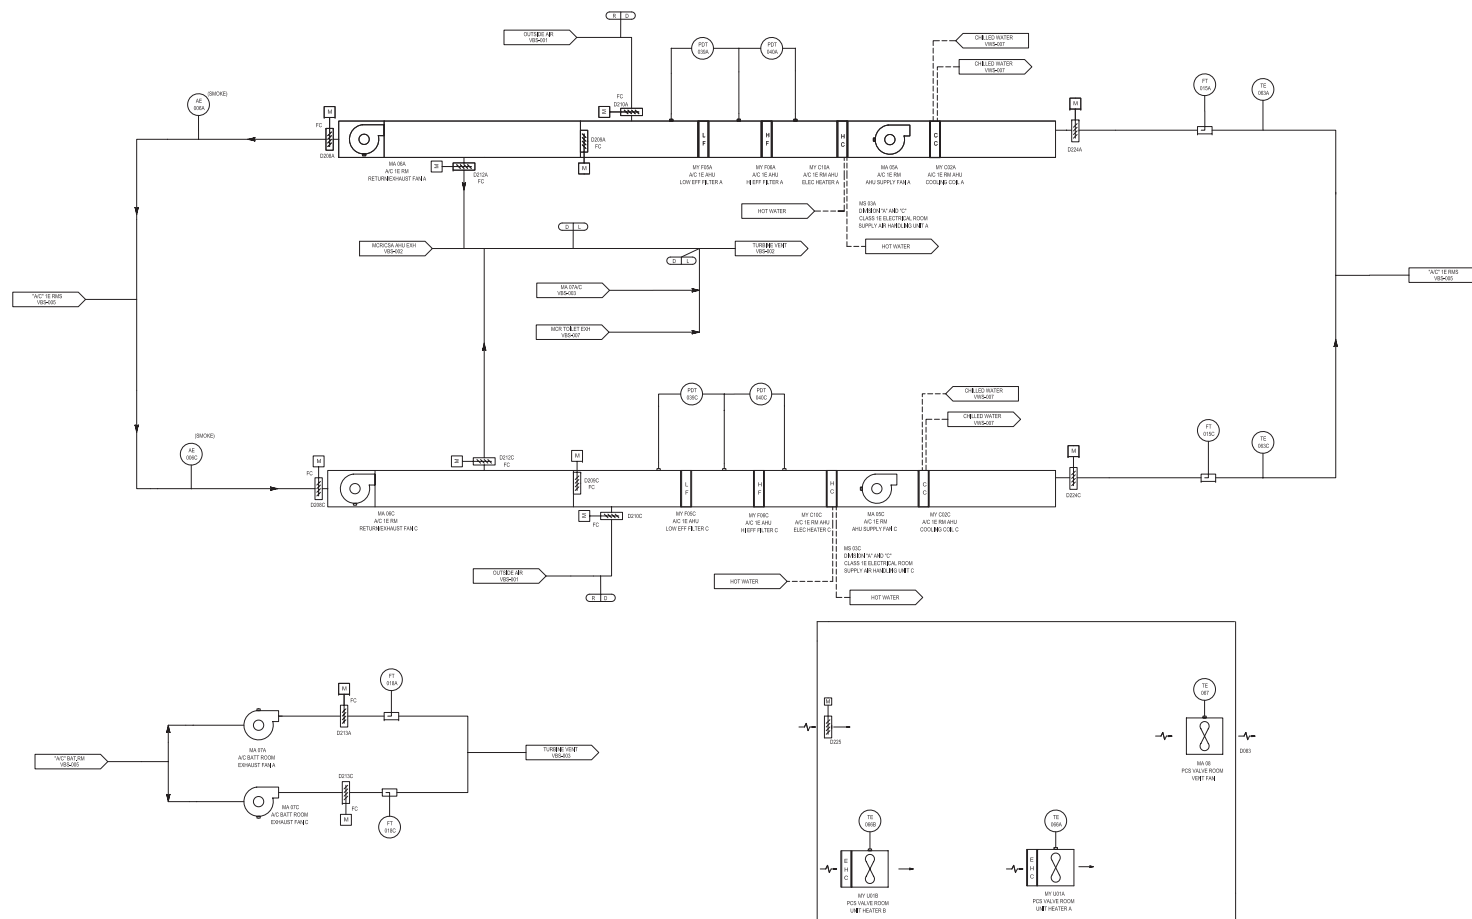 R D
OUTSIDE AIR
VBS-001
PDT
039A
PDT
040A
CHILLED WATER
VWS-007
CHILLED WATER
VWS-007
AE
006A
(SMOKE)
FT
015A
TE
063A
M
FC
D208A
FC
D210A
M
M
D224A
M
D209A
FC
M
D212A
FC
L F
H F
H C
C C
MA 06A
A/C 1E RM
RETURN/EXHAUST FAN A
MY F05A
A/C 1E AHU
LOW EFF FILTER A
MY F06A
A/C 1E AHU
HI EFF FILTER A
MY C10A
A/C 1E RM AHU
ELEC HEATER A
MA 05A
A/C 1E RM
AHU SUPPLY FAN A
MY C02A
A/C 1E RM AHU
COOLING COIL A
HOT WATER
MS 03A
DIVISION "A" AND "C"
CLASS 1E ELECTRICAL ROOM
SUPPLY AIR HANDLING UNIT A
HOT WATER
D L
MCR/CSA AHU EXH
VBS-002
TURBINE VENT
VBS-002
D L
"A/C" 1E RMS
VBS-005
MA 07A/C
VBS-003
MCR TOILET EXH
VBS-007
"A/C" 1E RMS
VBS-005
PDT
039C
PDT
040C
CHILLED WATER
VWS-007
CHILLED WATER
VWS-007
(SMOKE)
AE
006C
FT
015C
TE
063C
M
FC
D208C
M
D212C
FC
M
D209C
FC
M
FC
D210C
M
D224C
L F
H F
H C
C C
MA 06C
A/C 1E RM
RETURN/EXHAUST FAN C
MY F05C
A/C 1E AHU
LOW EFF FILTER C
MY F06C
A/C 1E AHU
HI EFF FILTER C
MY C10C
A/C 1E RM AHU
ELEC HEATER C
MA 05C
A/C 1E RM
AHU SUPPLY FAN C
MY C02C
A/C 1E RM AHU
COOLING COIL C
MS 03C
DIVISION "A" AND "C"
CLASS 1E ELECTRICAL ROOM
SUPPLY AIR HANDLING UNIT C
OUTSIDE AIR
VBS-001
R D
HOT WATER
HOT WATER
FT
018A
M
FC
D213A
MA 07A
A/C BATT ROOM
EXHAUST FAN A
"A/C" BAT.RM
VBS-005
TURBINE VENT
VBS-003
D213C
FC
M
FT
018C
MA 07C
A/C BATT ROOM
EXHAUST FAN C
M
D225
TE
067
D083
MA 08
PCS VALVE ROOM
VENT FAN
TE
066B
E H C
MY U01B
PCS VALVE ROOM
UNIT HEATER B
TE
066A
E H C
MY U01A
PCS VALVE ROOM
UNIT HEATER A